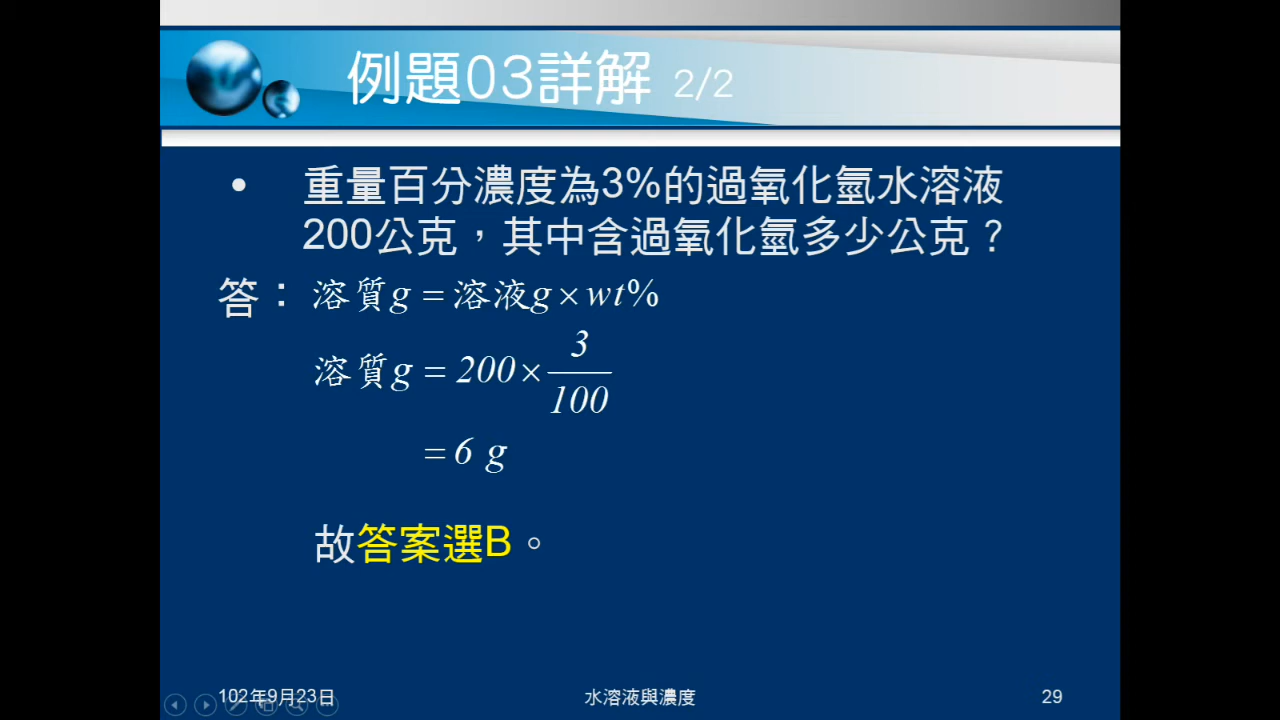 例題03詳解 2/2
• 重量百分濃度為3%的過氧化氫水溶液
200公克，其中含過氧化氫多少公克？
答：溶質g = 溶液g × wt%
溶質g = 200 × 3/100
= 6 g
故答案選B。
102年9月23日
水溶液與濃度
29